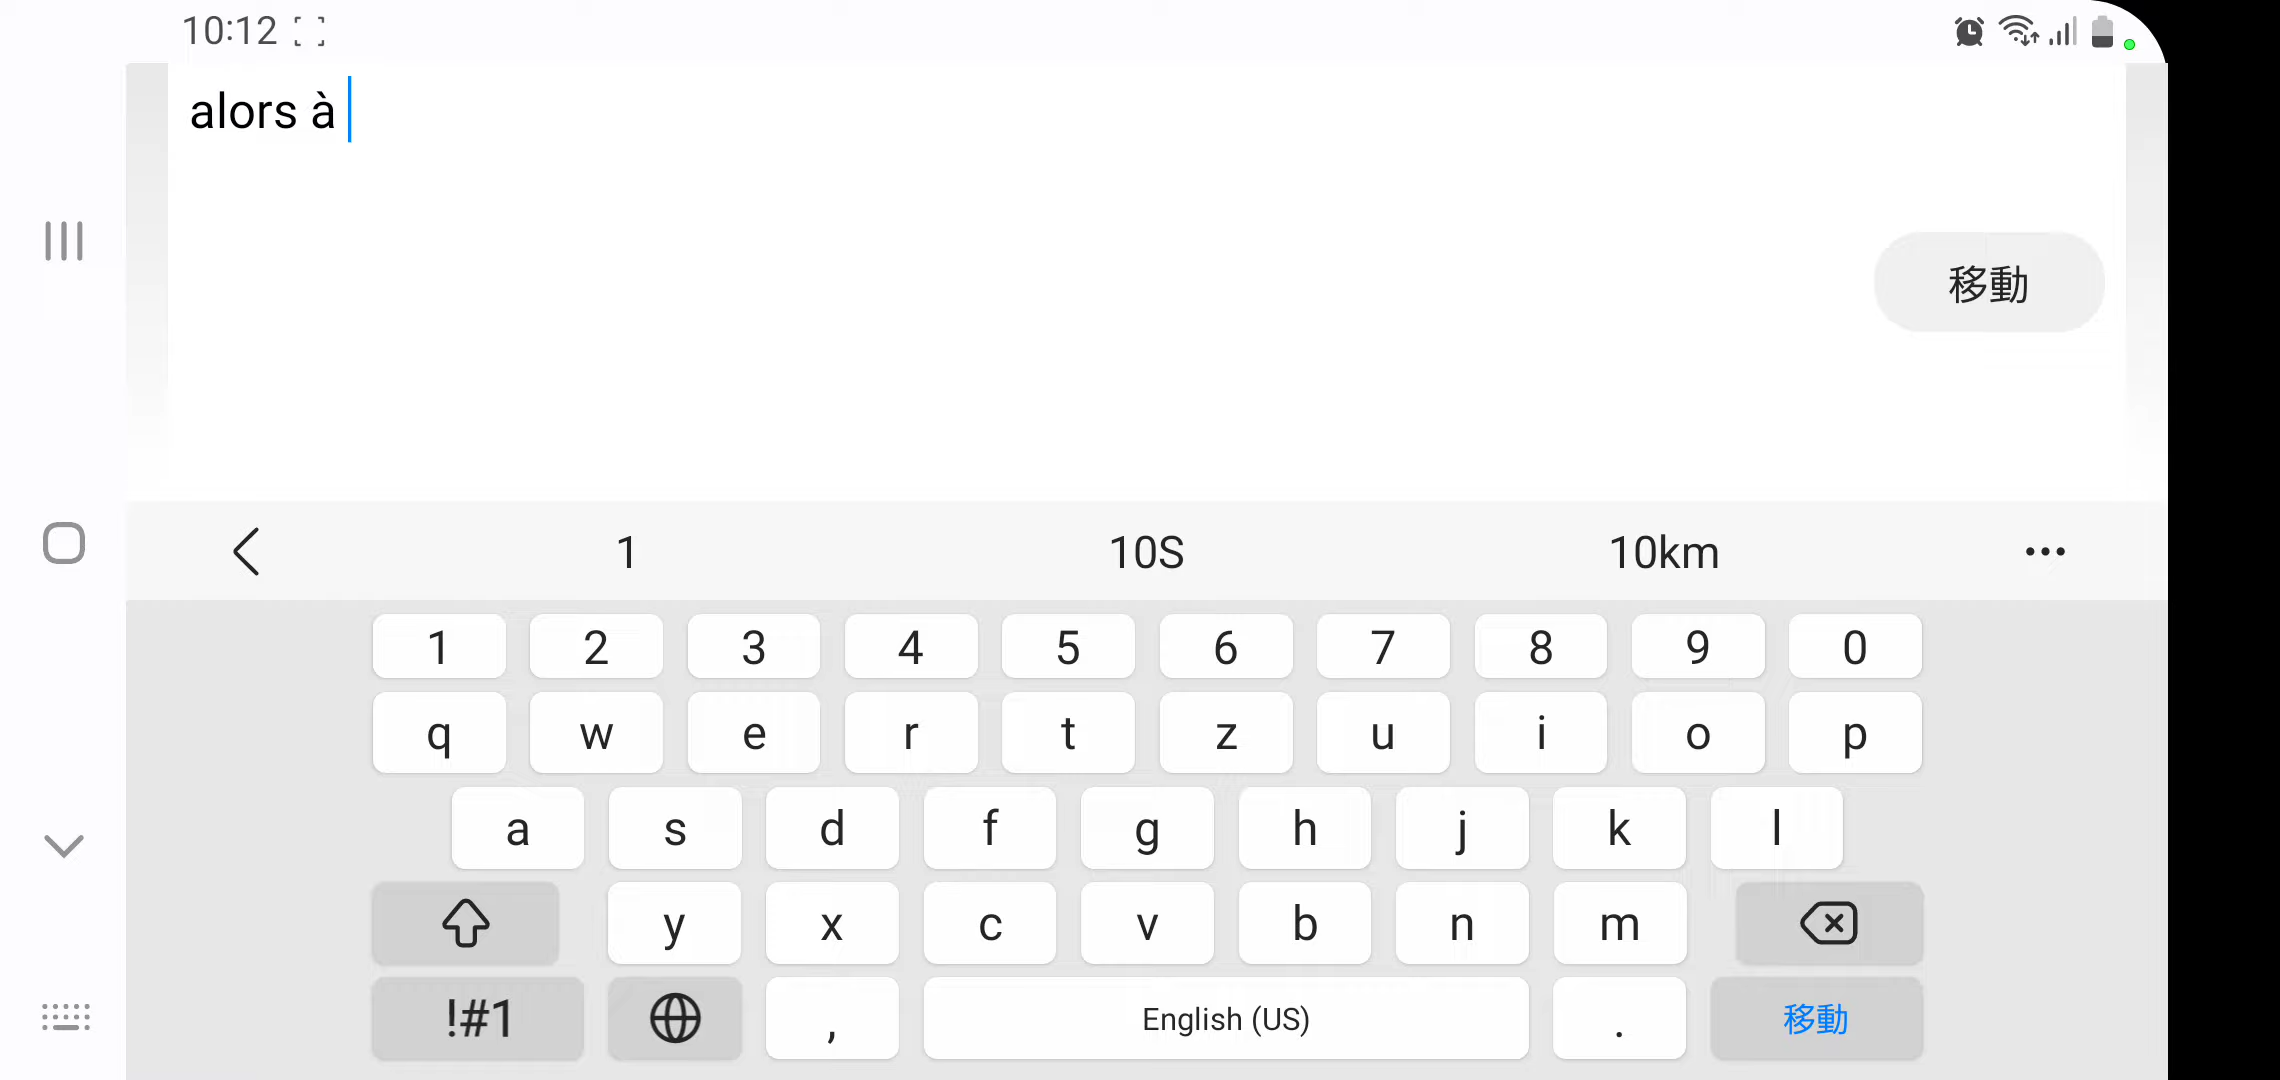 10:12
alors à
移動
1 10S 10km ...
1 2 3 4 5 6 7 8 9 0
q w e r t z u i o p
a s d f g h j k l
y x c v b n m
!#1 , English (US) . 移動